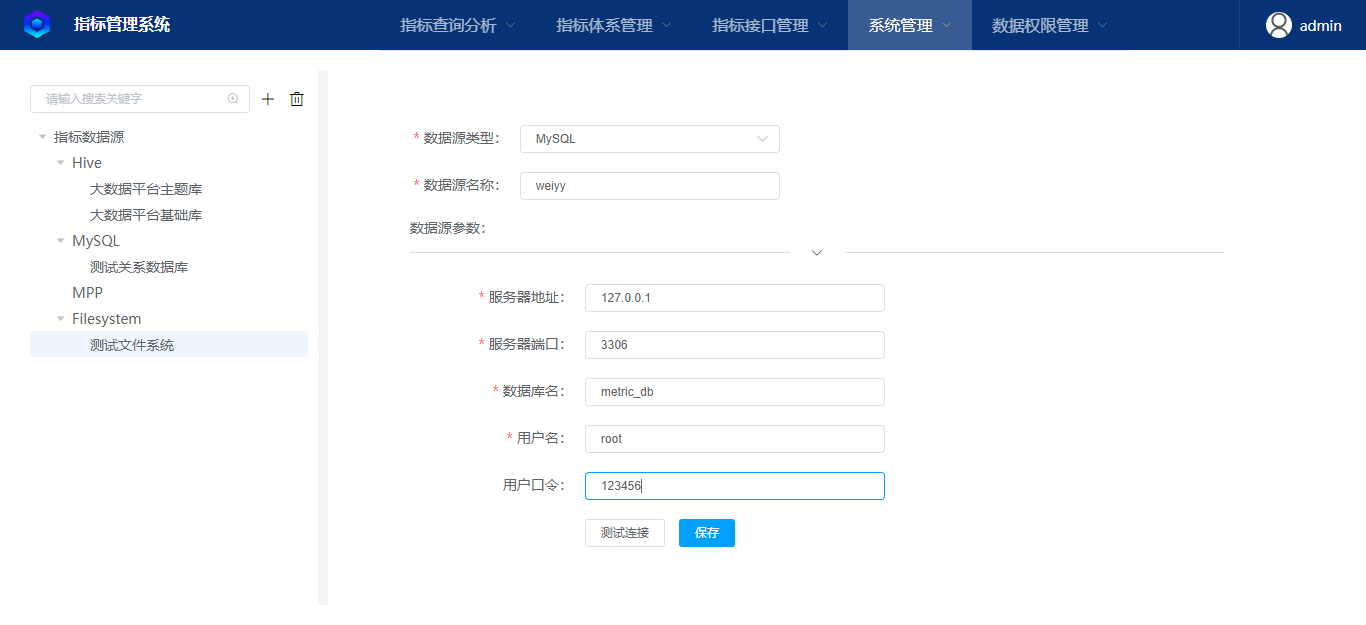 指标管理系统
指标查询分析
指标体系管理
指标接口管理
系统管理
数据权限管理
admin
请输入搜索关键字
指标数据源
Hive
大数据平台主题库
大数据平台基础库
MySQL
测试关系数据库
MPP
Filesystem
测试文件系统
* 数据源类型： MySQL
* 数据源名称： weiyy
数据源参数：
* 服务器地址： 127.0.0.1
* 服务器端口： 3306
* 数据库名： metric_db
* 用户名： root
用户口令： 123456
测试连接 保存